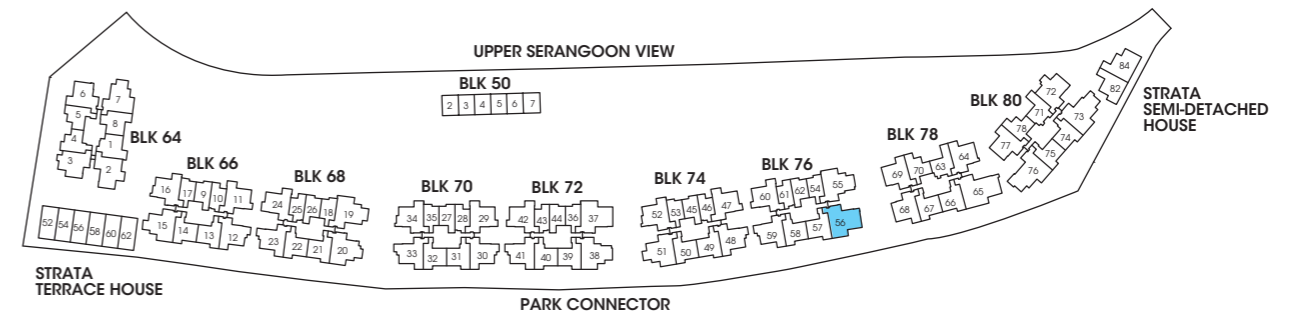 UPPER SERANGOON VIEW
BLK 50
2 3 4 5 6 7
BLK 64
6 7
5 8
4 1
3 2
BLK 66
16 17 9 10 11
15 14 13 12
BLK 68
24 25 26 18 19
23 22 21 20
BLK 70
34 35 27 28 29
33 32 31 30
BLK 72
42 43 44 36 37
41 40 39 38
BLK 74
52 53 45 46 47
51 50 49 48
BLK 76
60 61 62 54 55
59 58 57 56
BLK 78
69 70 63 64
68 67 66 65
BLK 80
72
71 73
78 74
77 75
76
84
82
STRATA
SEMI-DETACHED
HOUSE
52 54 56 58 60 62
STRATA
TERRACE HOUSE
PARK CONNECTOR